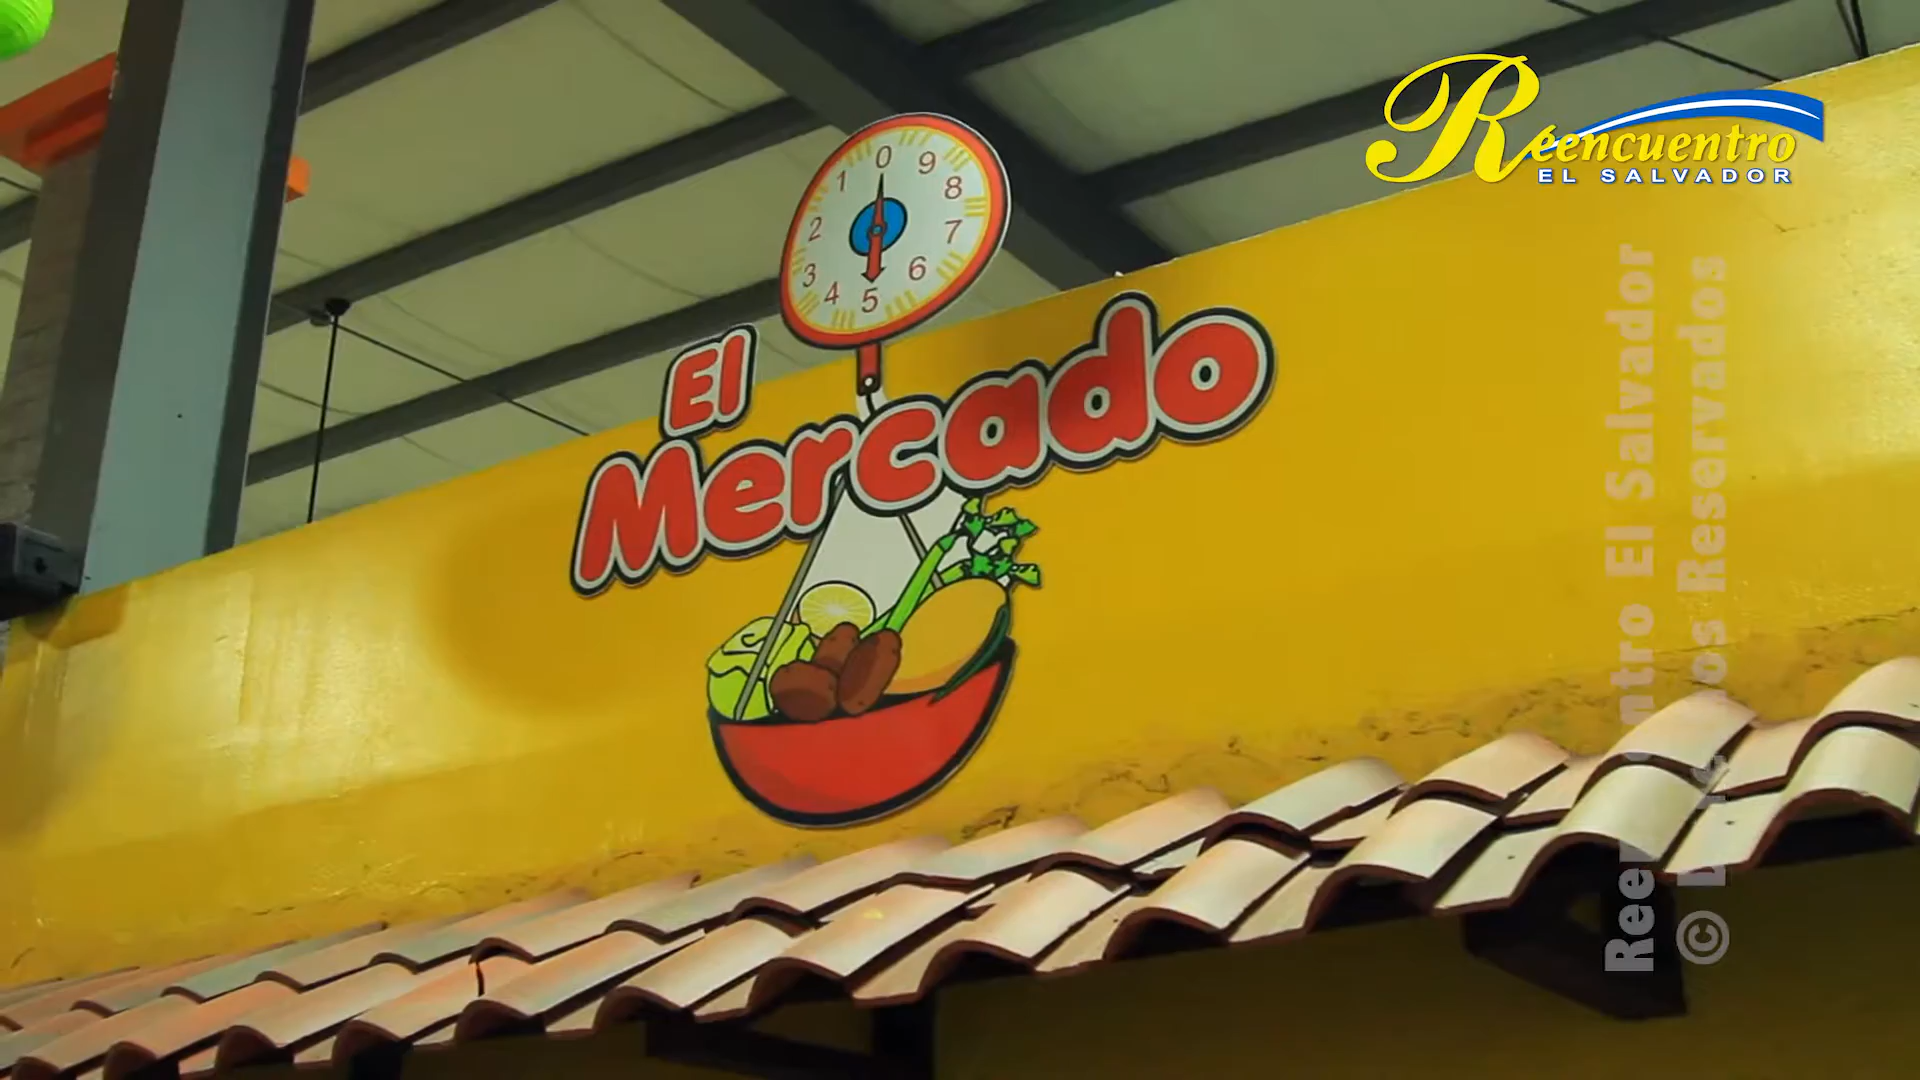 Reencuentro
EL SALVADOR
0
9
8
7
6
5
4
3
2
1
El
Mercado
Reencuentro El Salvador
© Derechos Reservados